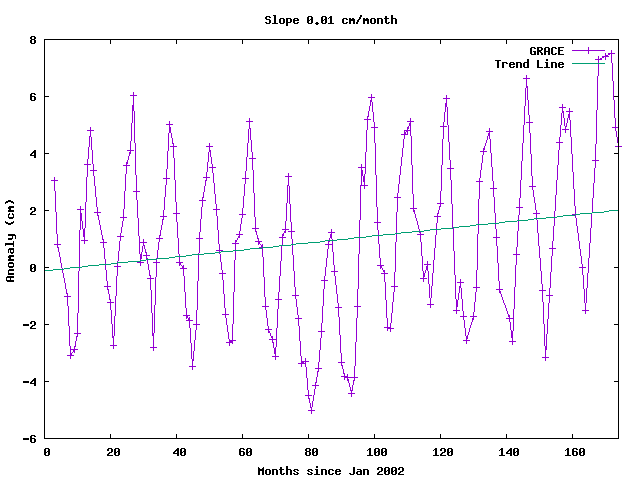 Slope 0.01 cm/month
GRACE
Trend Line
8
6
4
2
0
-2
-4
-6
Anomaly (cm)
0 20 40 60 80 100 120 140 160
Months since Jan 2002